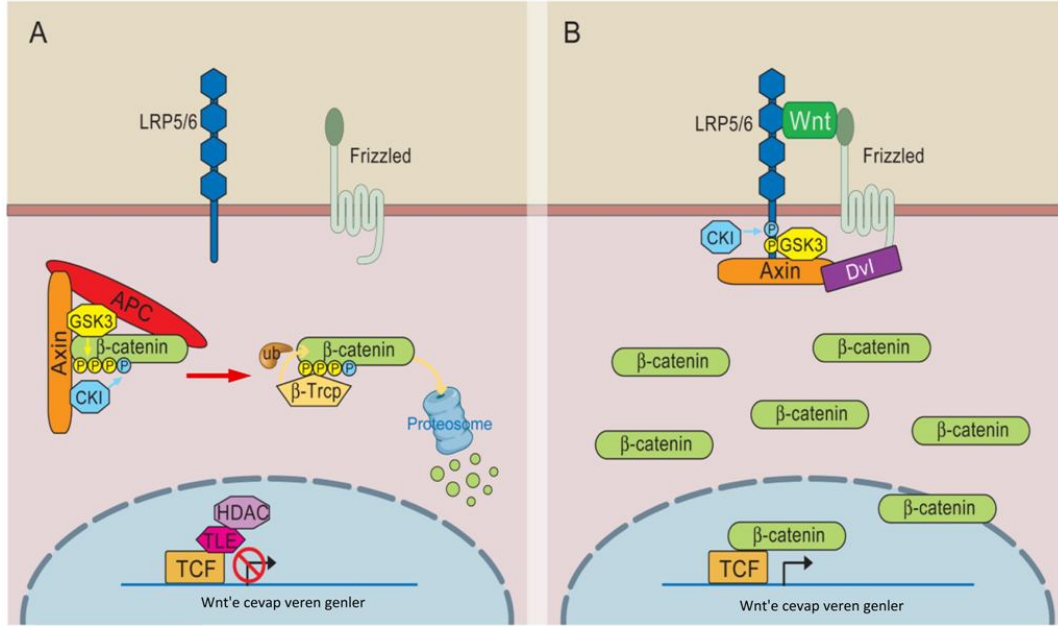 A
LRP5/6
Frizzled
APC
Axin
GSK3
β-catenin
P P P P
CKI
ub
β-catenin
P P P P
β-Trcp
Proteosome
HDAC
TLE
TCF
Wnt'e cevap veren genler
B
LRP5/6
Wnt
Frizzled
CKI
P
P
GSK3
Axin
Dvl
β-catenin
β-catenin
β-catenin
β-catenin
β-catenin
β-catenin
β-catenin
TCF
Wnt'e cevap veren genler